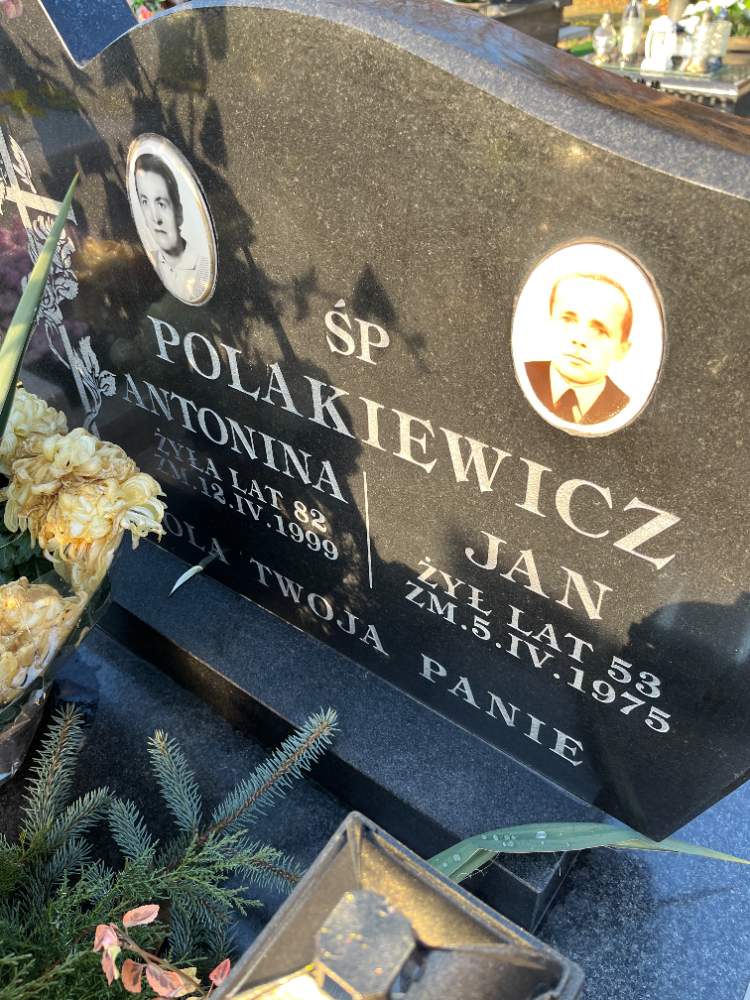 ŚP
POLAKIEWICZ
ANTONINA
ŻYŁA LAT 82
ZM.12.IV.1999
JAN
ŻYŁ LAT 53
ZM.5.IV.1975
OLA TWOJA PANIE